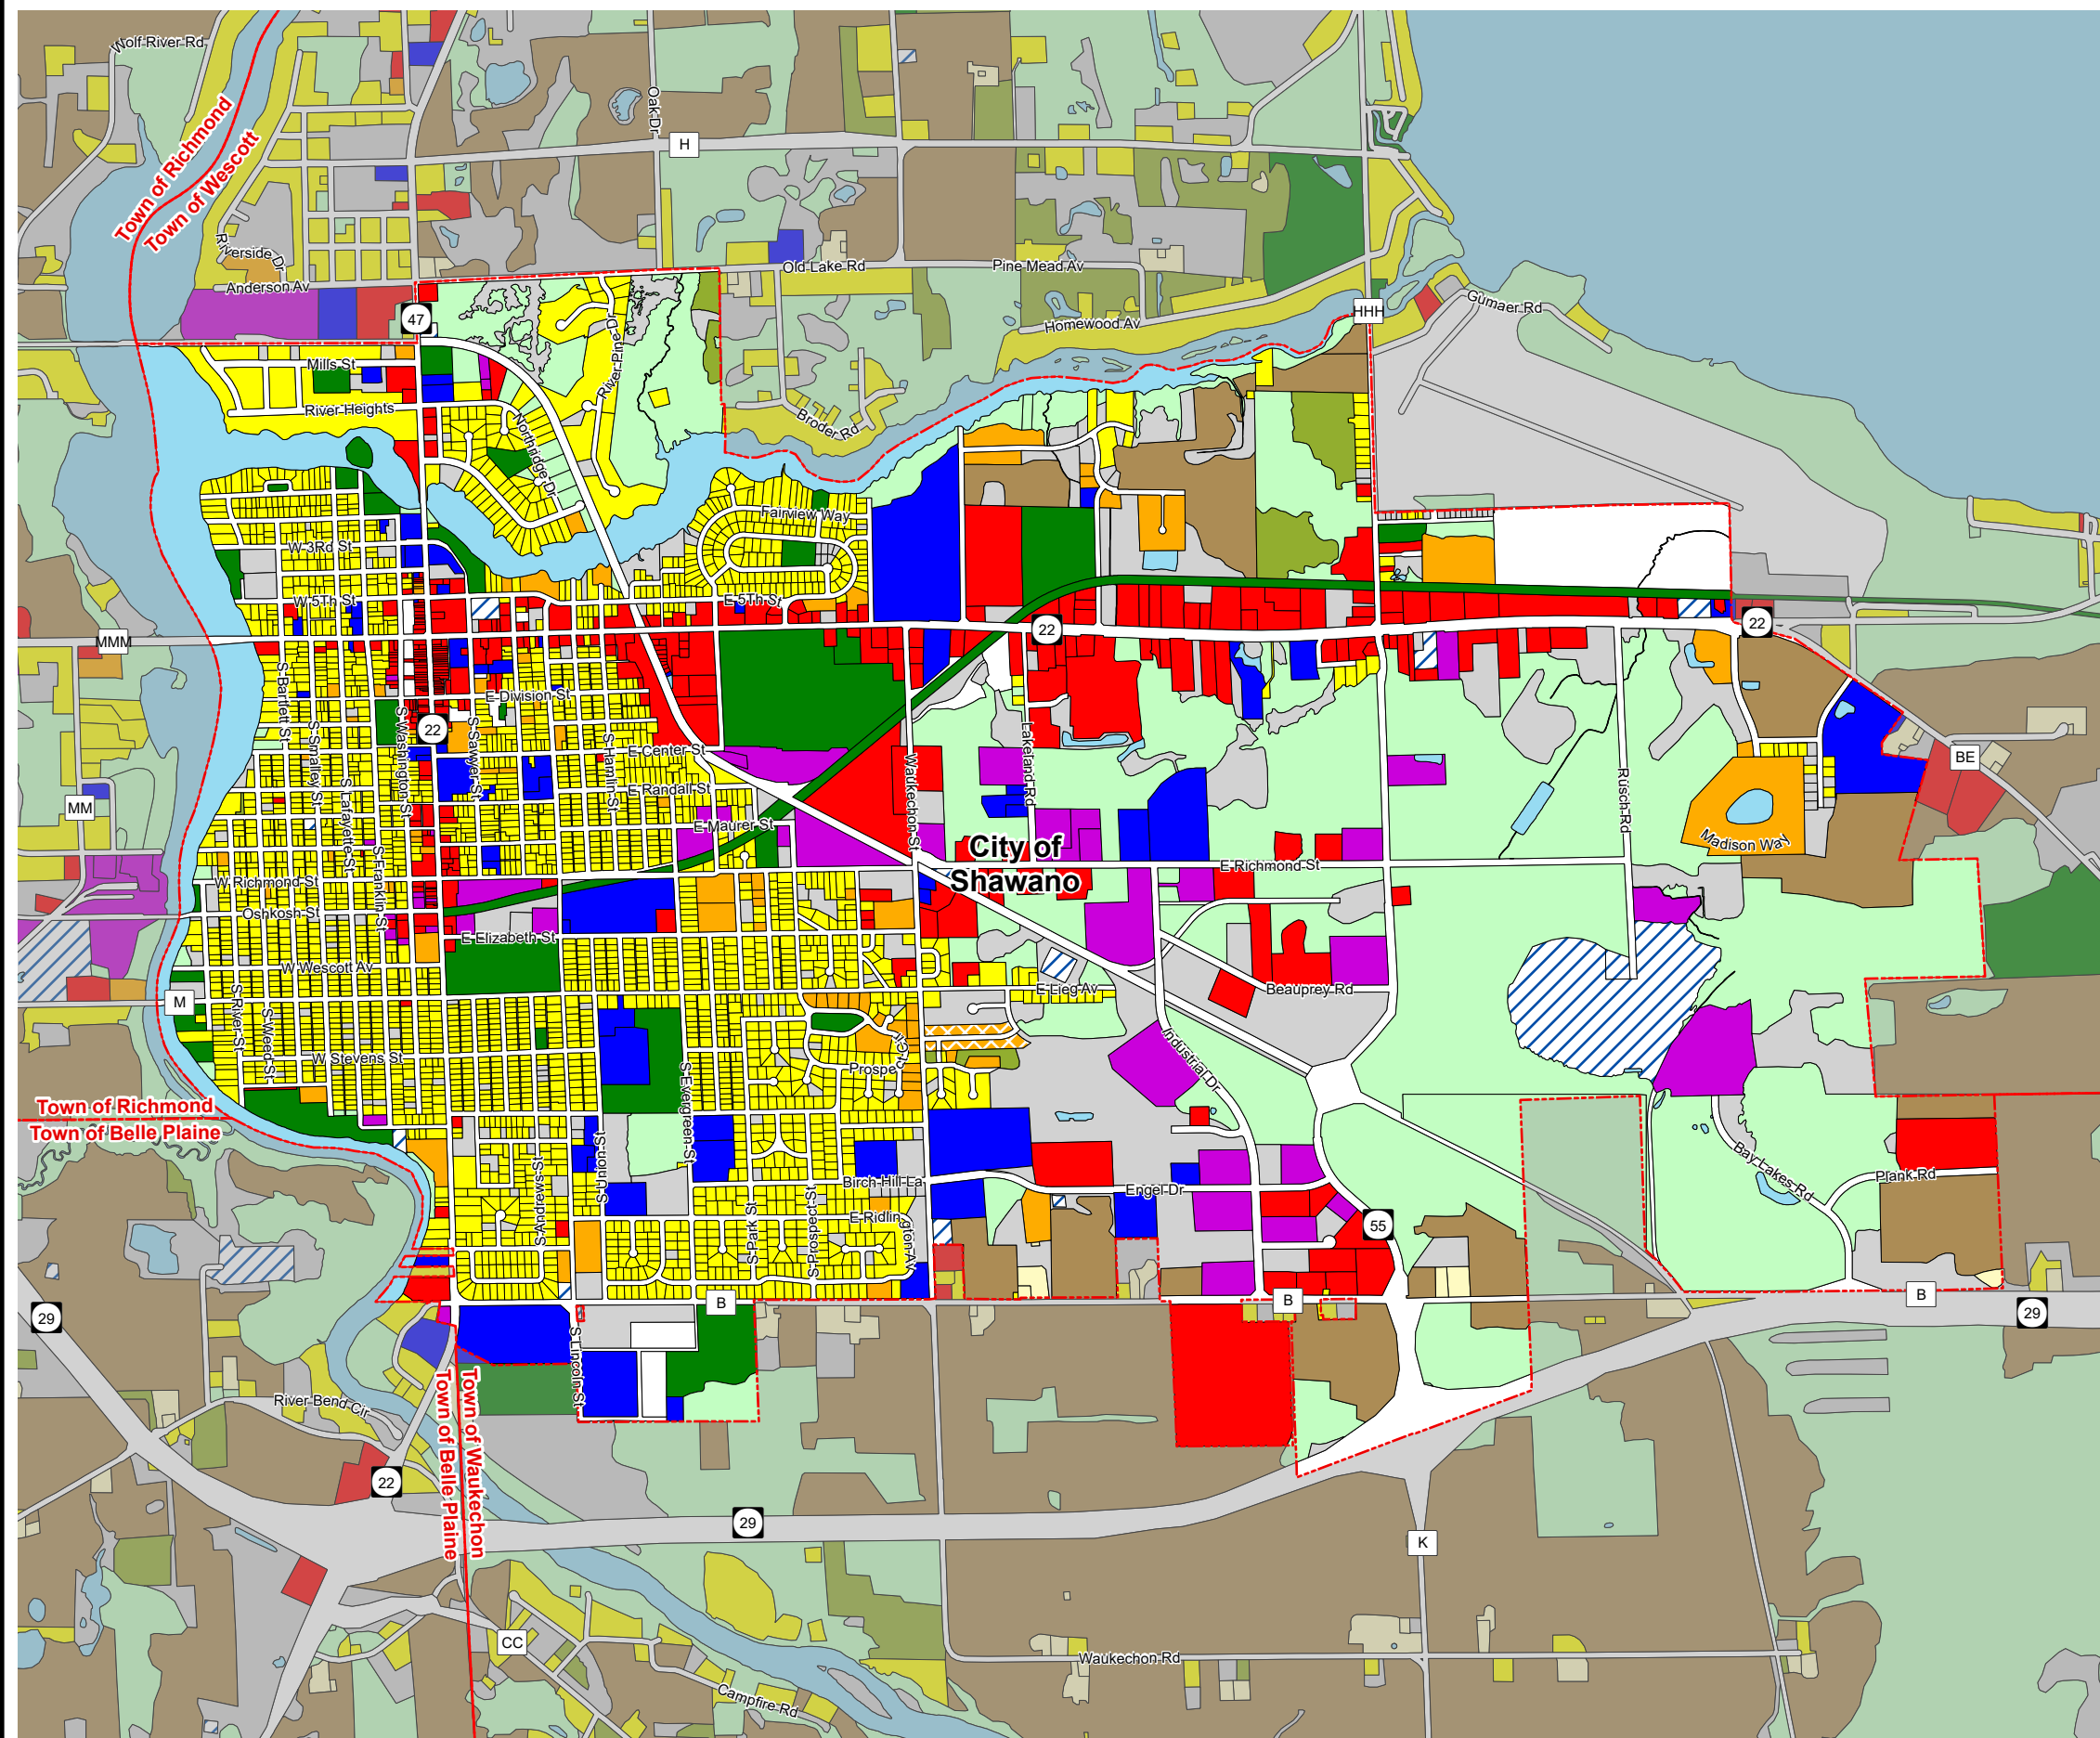 Wolf River Rd
Town of Richmond
Town of Wescott
Oak Dr
H
Riverside Dr
Anderson Av
47
Old Lake Rd
Pine Mead Av
Homewood Av
HHH
Gumaer Rd
Mills St
River Heights
River Pine Dr
Northridge Dr
Broder Rd
Fairview Way
W 3Rd St
W 5Th St
E 5Th St
MMM
22
22
S Bartlett St
E Division St
S Smalley St
S Washington St
22
S Sawyer St
S Hamlin St
E Center St
Lakeland Rd
Waukechon St
Rusch Rd
BE
MM
S Lafayette St
E Randall St
E Maurer St
Madison Way
City of
Shawano
S Franklin St
W Richmond St
E Richmond St
Oshkosh St
E Elizabeth St
W Wescott Av
E Lieg Av
Beauprey Rd
M
S River St
S Weed St
W Stevens St
S Evergreen St
Prospect Cir
Industrial Dr
Town of Richmond
Town of Belle Plaine
S Andrews St
S Union St
Birch Hill La
Engel Dr
Bay Lakes Rd
Plank Rd
S Park St
S Prospect St
E Ridlington Av
55
29
B
B
B
29
S Lincoln St
River Bend Cir
22
Town of Belle Plaine
Town of Waukechon
29
K
CC
Campfire Rd
Waukechon Rd